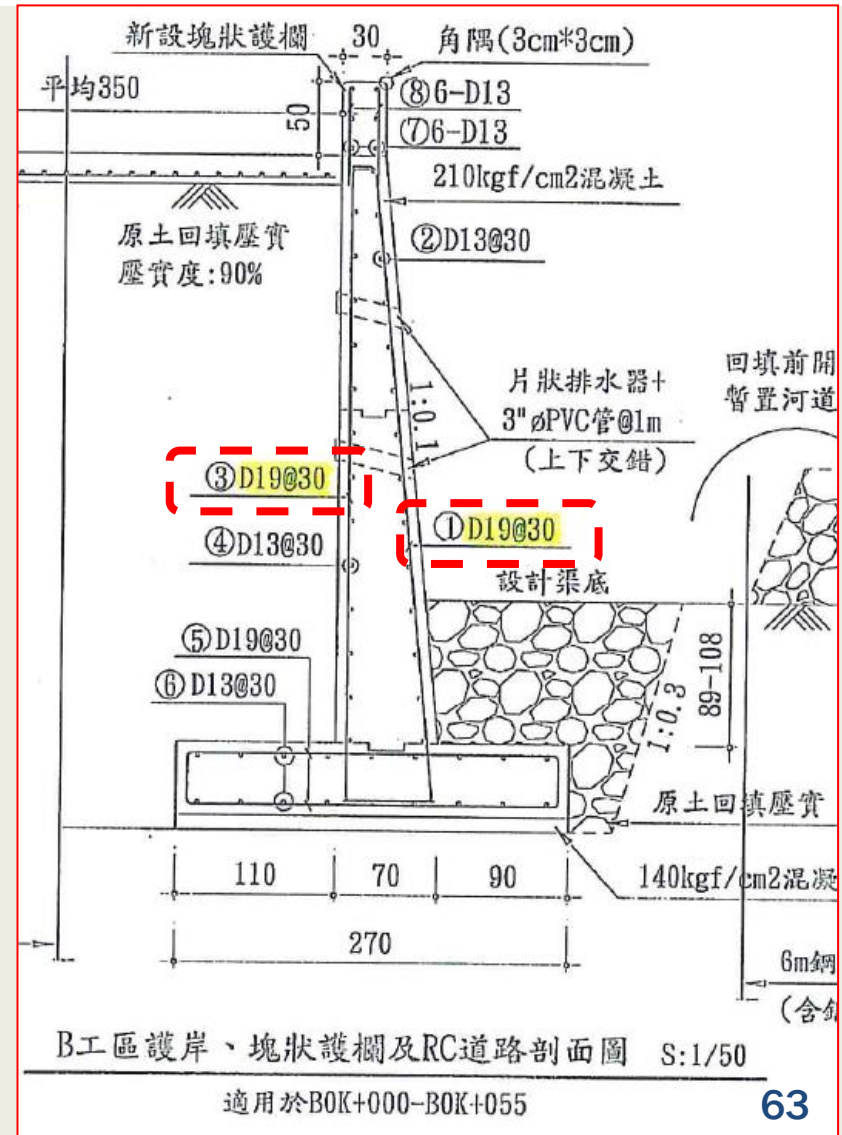 新設塊狀護欄 30 角隅(3cm*3cm)
平均350
50
⑧6-D13
⑦6-D13
210kgf/cm2混凝土
原土回填壓實
壓實度:90%
②D13@30
1:0.1
片狀排水器+
3"øPVC管@1m
(上下交錯)
回填前開
暫置河道
③D19@30
①D19@30
④D13@30
設計渠底
⑤D19@30
⑥D13@30
89-108
1:0.3
原土回填壓實
110 70 90
140kgf/cm2混凝
270
6m鋼
(含
B工區護岸、塊狀護欄及RC道路剖面圖 S:1/50
適用於B0K+000-B0K+055
63